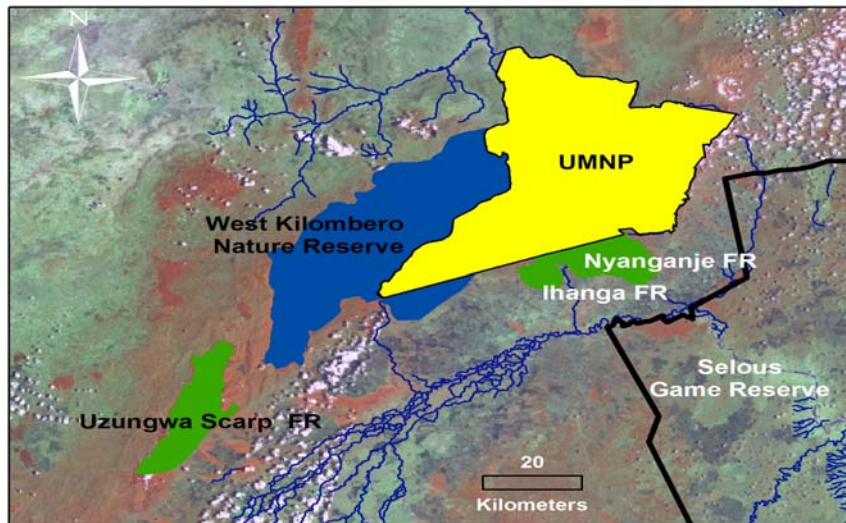 N
UMNP
West Kilombero
Nature Reserve
Nyanganje FR
Ihanga FR
Selous
Game Reserve
Uzungwa Scarp FR
20
Kilometers